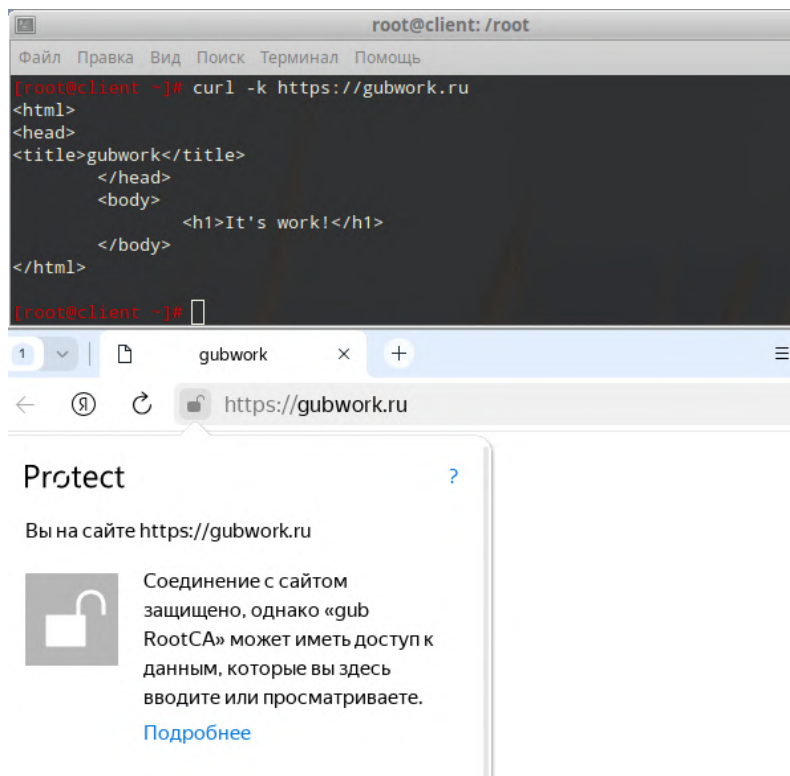 root@client: /root
Файл Правка Вид Поиск Терминал Помощь
[root@client ~]# curl -k https://gubwork.ru
<html>
<head>
<title>gubwork</title>
</head>
<body>
<h1>It's work!</h1>
</body>
</html>
[root@client ~]#
1 gubwork
Я https://gubwork.ru
Protect ?
Вы на сайте https://gubwork.ru
Соединение с сайтом
защищено, однако «gub
RootCA» может иметь доступ к
данным, которые вы здесь
вводите или просматриваете.
Подробнее